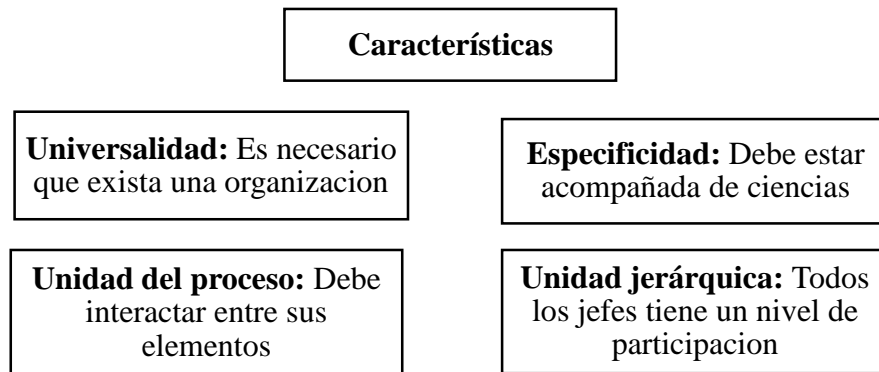 Características
Universalidad: Es necesario
que exista una organizacion
Especificidad: Debe estar
acompañada de ciencias
Unidad del proceso: Debe
interactar entre sus
elementos
Unidad jerárquica: Todos
los jefes tiene un nivel de
participacion